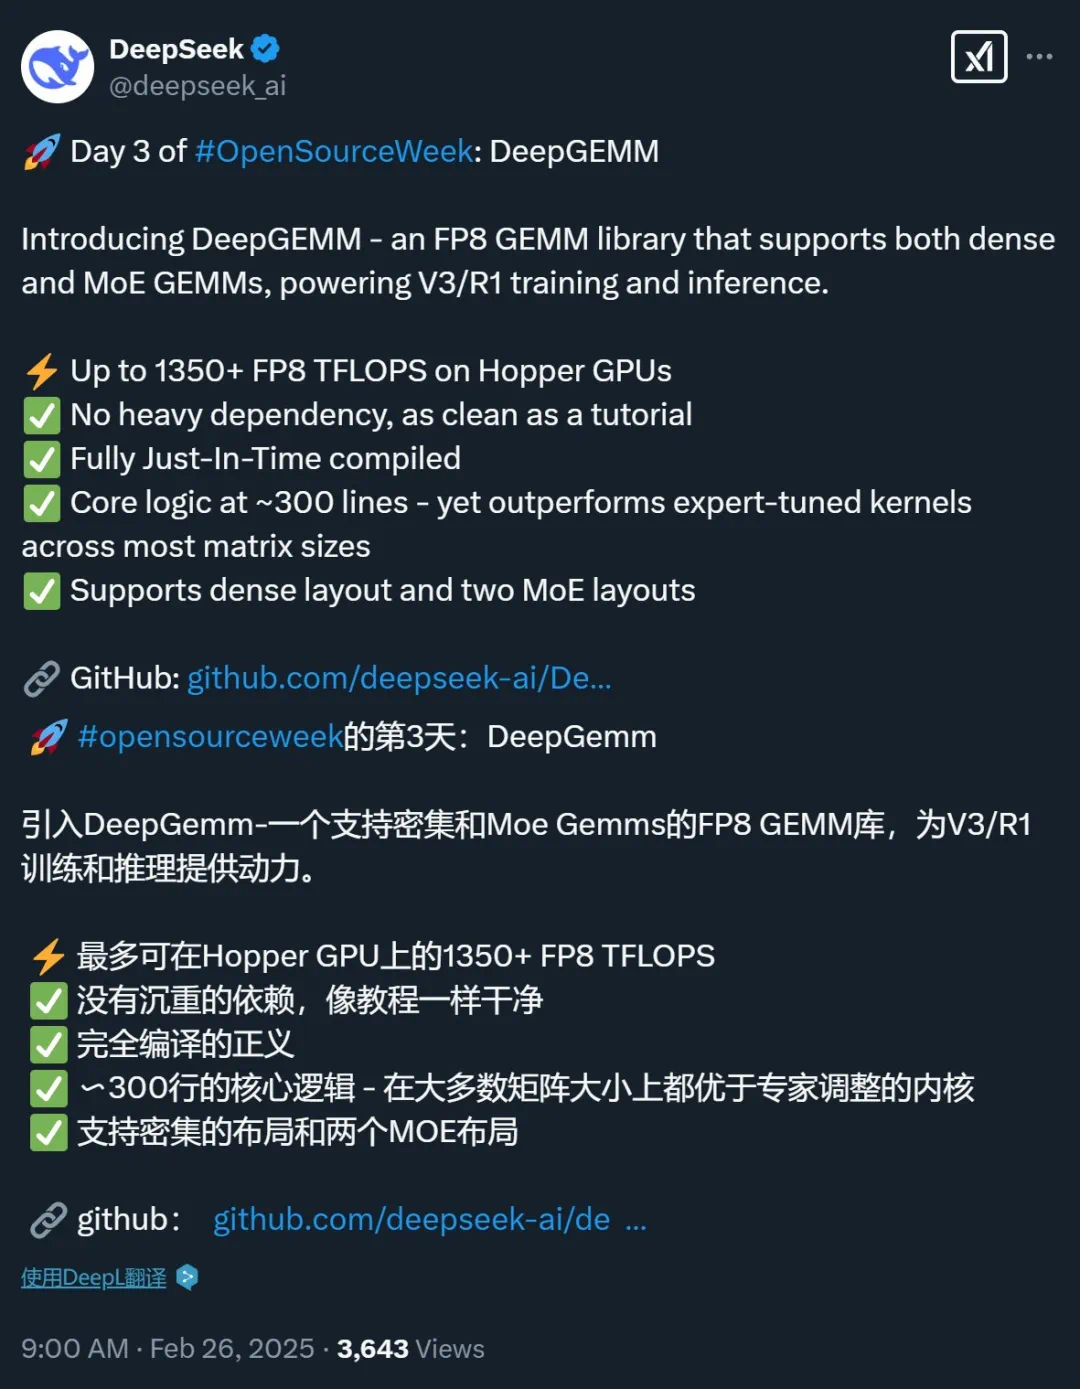 DeepSeek
@deepseek_ai
🚀 Day 3 of #OpenSourceWeek: DeepGEMM
Introducing DeepGEMM - an FP8 GEMM library that supports both dense
and MoE GEMMs, powering V3/R1 training and inference.
⚡ Up to 1350+ FP8 TFLOPS on Hopper GPUs
✅ No heavy dependency, as clean as a tutorial
✅ Fully Just-In-Time compiled
✅ Core logic at ~300 lines - yet outperforms expert-tuned kernels
across most matrix sizes
✅ Supports dense layout and two MoE layouts
🔗 GitHub: github.com/deepseek-ai/De...
🚀 #opensourceweek的第3天：DeepGemm
引入DeepGemm-一个支持密集和Moe Gemms的FP8 GEMM库，为V3/R1
训练和推理提供动力。
⚡ 最多可在Hopper GPU上的1350+ FP8 TFLOPS
✅ 没有沉重的依赖，像教程一样干净
✅ 完全编译的正义
✅ 〜300行的核心逻辑 - 在大多数矩阵大小上都优于专家调整的内核
✅ 支持密集的布局和两个MOE布局
🔗 github： github.com/deepseek-ai/de ...
使用DeepL翻译
9:00 AM · Feb 26, 2025 · 3,643 Views